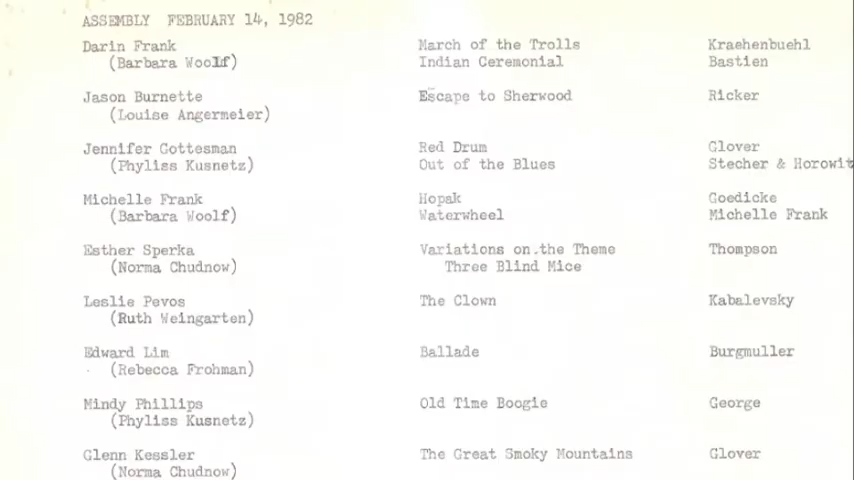 ASSEMBLY FEBRUARY 14, 1982
Darin Frank March of the Trolls Kraehenbuehl
(Barbara Woolf) Indian Ceremonial Bastien
Jason Burnette Escape to Sherwood Ricker
(Louise Angermeier)
Jennifer Gottesman Red Drum Glover
(Phyliss Kusnetz) Out of the Blues Stecher & Horowit
Michelle Frank Hopak Goedicke
(Barbara Woolf) Waterwheel Michelle Frank
Esther Sperka Variations on the Theme Thompson
(Norma Chudnow) Three Blind Mice
Leslie Pevos The Clown Kabalevsky
(Ruth Weingarten)
Edward Lim Ballade Burgmuller
(Rebecca Frohman)
Mindy Phillips Old Time Boogie George
(Phyliss Kusnetz)
Glenn Kessler The Great Smoky Mountains Glover
(Norma Chudnow)